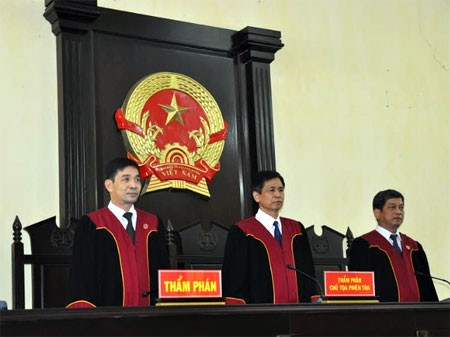 VIỆT NAM
THẨM PHÁN
THẨM PHÁN
CHỦ TỌA PHIÊN TÒA